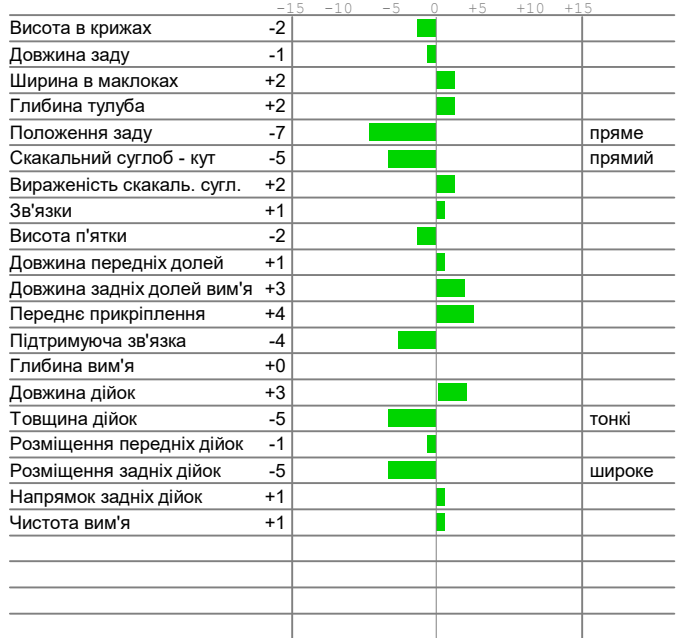 -15 -10 -5 0 +5 +10 +15
Висота в крижах -2
Довжина заду -1
Ширина в маклоках +2
Глибина тулуба +2
Положення заду -7 пряме
Скакальний суглоб - кут -5 прямий
Вираженість скакаль. сугл. +2
Зв'язки +1
Висота п'ятки -2
Довжина передніх долей +1
Довжина задніх долей вим'я +3
Переднє прикріплення +4
Підтримуюча зв'язка -4
Глибина вим'я +0
Довжина дійок +3
Товщина дійок -5 тонкі
Розміщення передніх дійок -1
Розміщення задніх дійок -5 широке
Напрямок задніх дійок +1
Чистота вим'я +1